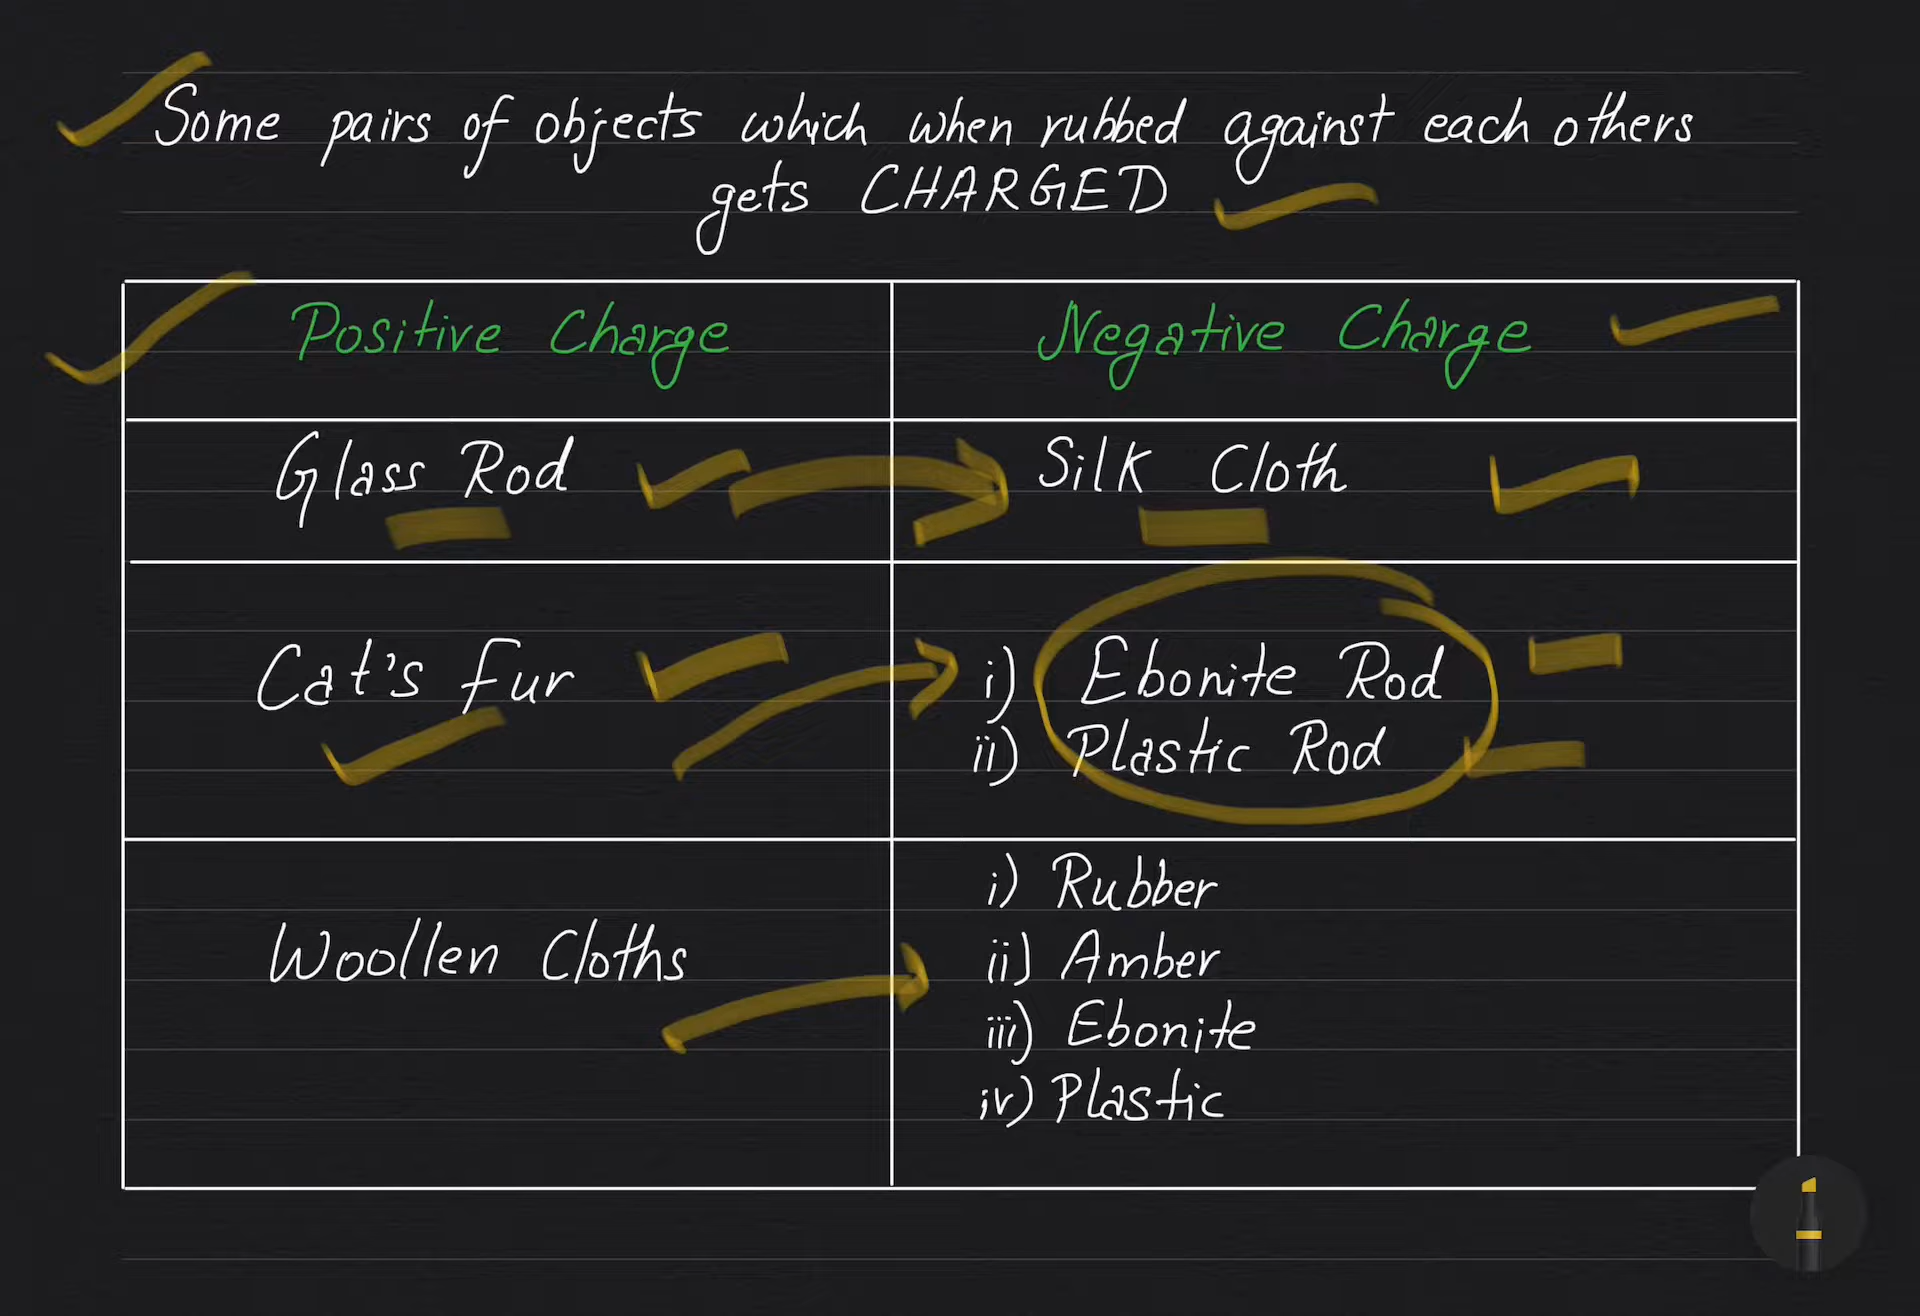 Some pairs of objects which when rubbed against each others
gets CHARGED
Positive Charge
Negative Charge
Glass Rod
Silk Cloth
Cat's fur
i) Ebonite Rod
ii) Plastic Rod
Woollen Cloths
i) Rubber
ii) Amber
iii) Ebonite
iv) Plastic